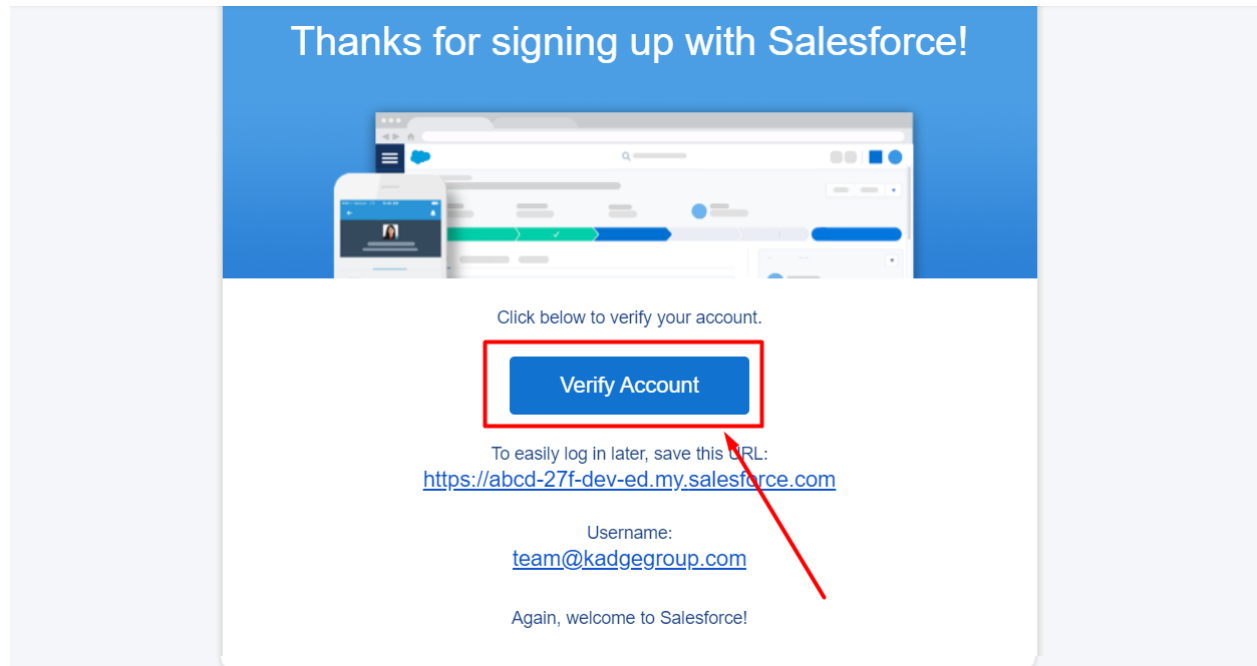 Thanks for signing up with Salesforce!
Click below to verify your account.
Verify Account
To easily log in later, save this URL:
https://abcd-27f-dev-ed.my.salesforce.com
Username:
team@kadgegroup.com
Again, welcome to Salesforce!